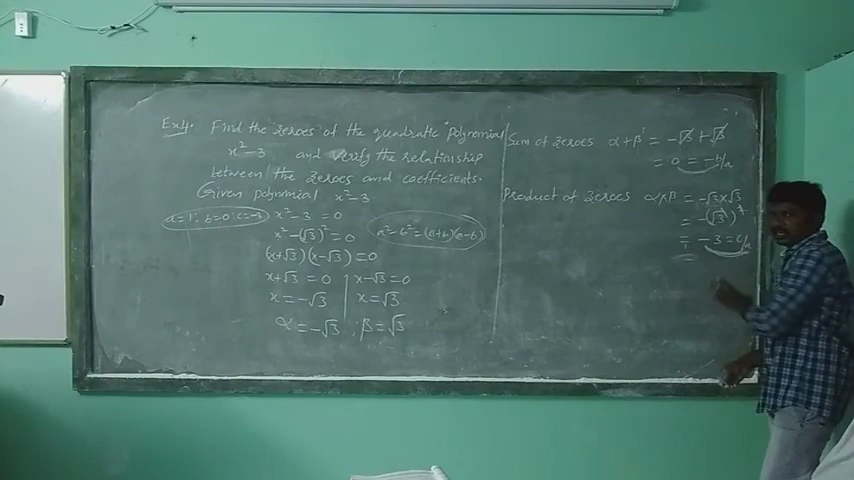 Ex4. Find the zeroes of the quadratic polynomial
x² - 3 and verify the relationship
between the zeroes and coefficients.
Given polynomial x² - 3
a = 1, b = 0, c = -3
x² - 3 = 0
x² - (√3)² = 0
a² - b² = (a+b)(a-b)
(x+√3)(x-√3) = 0
x+√3 = 0 x-√3 = 0
x = -√3 x = √3
α = -√3 , β = √3
Sum of zeroes α + β = -√3 + √3
= 0 = -b/a
Product of zeroes α × β = -√3 × √3
= -(√3)²
= -3 = c/a
=